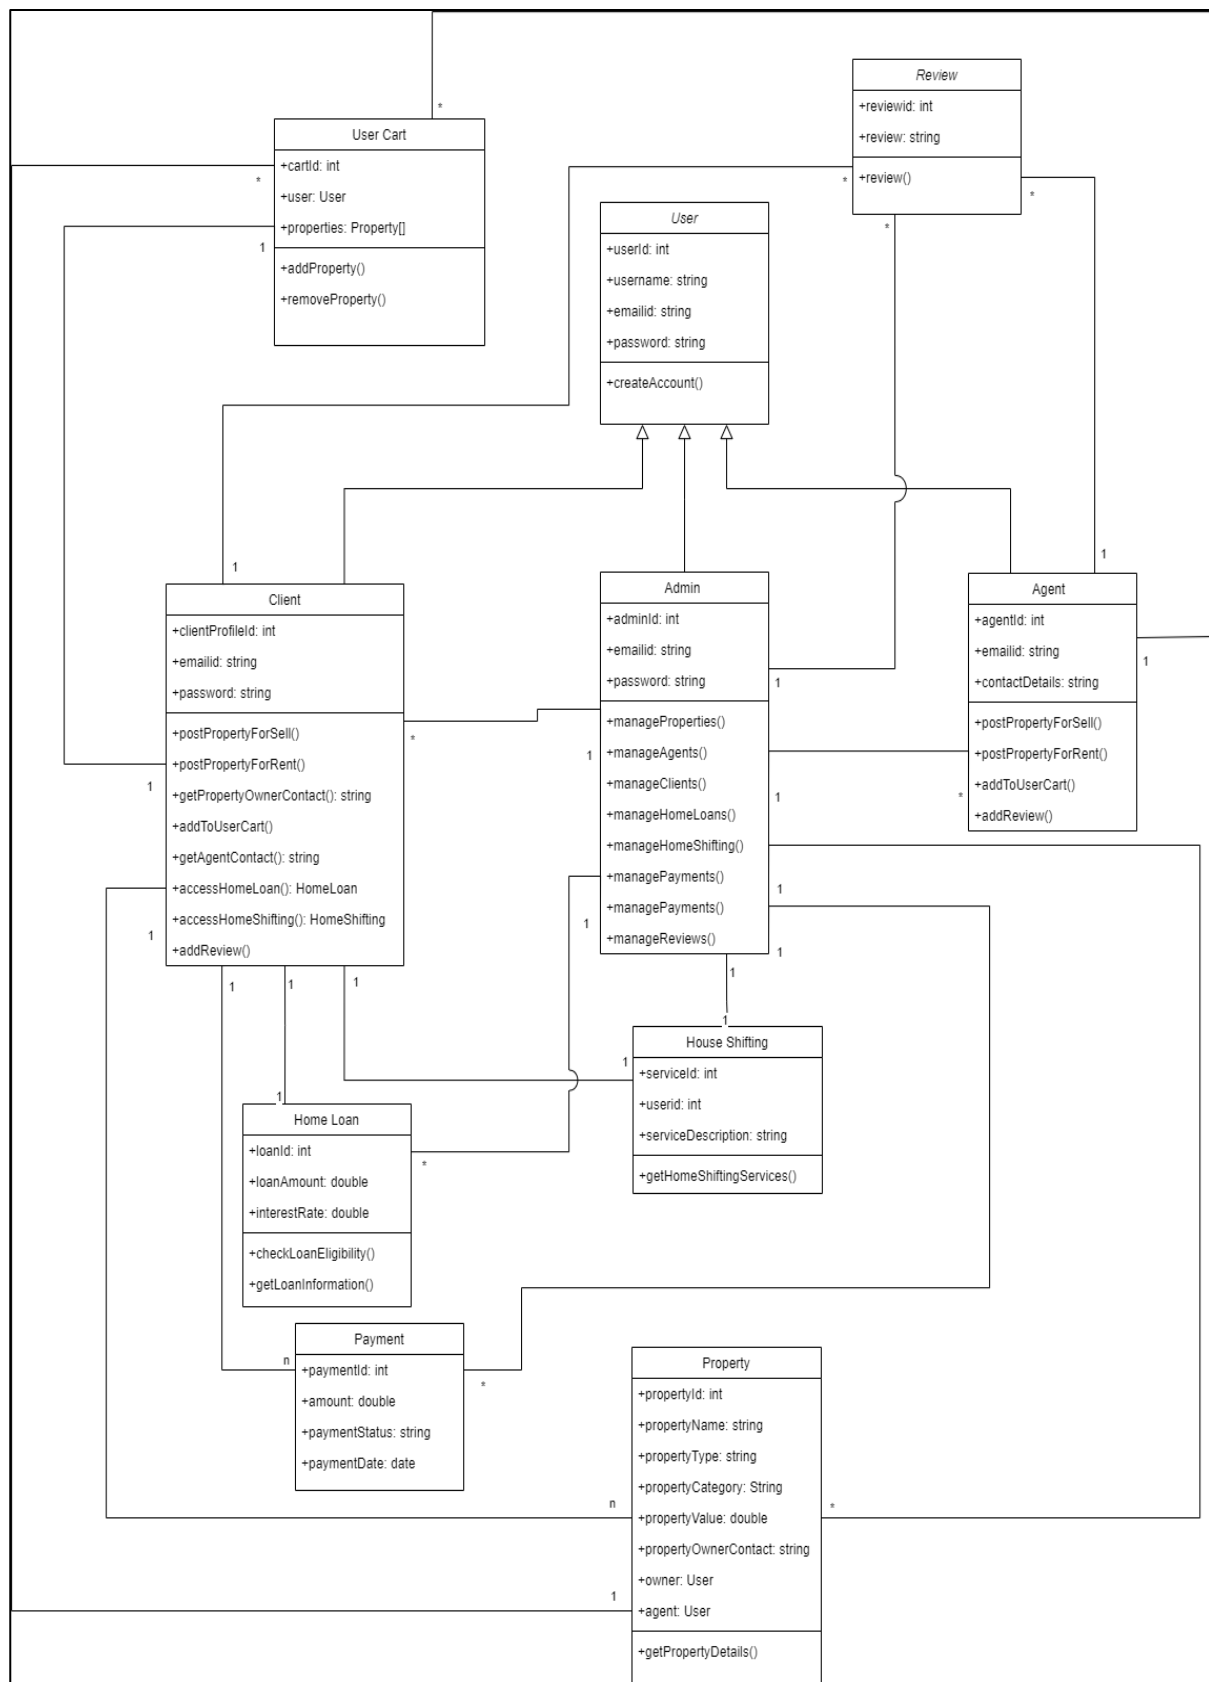 *
Review
+reviewid: int
+review: string
+review()
*
*
*
User Cart
+cartId: int
+user: User
+properties: Property[]
+addProperty()
+removeProperty()
*
1
User
+userId: int
+username: string
+emailid: string
+password: string
+createAccount()
1
1
Client
+clientProfileId: int
+emailid: string
+password: string
+postPropertyForSell()
+postPropertyForRent()
+getPropertyOwnerContact(): string
+addToUserCart()
+getAgentContact(): string
+accessHomeLoan(): HomeLoan
+accessHomeShifting(): HomeShifting
+addReview()
*
1
1
1
1
1
Admin
+adminId: int
+emailid: string
+password: string
+manageProperties()
+manageAgents()
+manageClients()
+manageHomeLoans()
+manageHomeShifting()
+managePayments()
+managePayments()
+manageReviews()
1
1
1
1
1
1
1
Agent
+agentId: int
+emailid: string
+contactDetails: string
+postPropertyForSell()
+postPropertyForRent()
+addToUserCart()
+addReview()
1
*
1
House Shifting
+serviceId: int
+userid: int
+serviceDescription: string
+getHomeShiftingServices()
1
1
Home Loan
+loanId: int
+loanAmount: double
+interestRate: double
+checkLoanEligibility()
+getLoanInformation()
*
Payment
+paymentId: int
+amount: double
+paymentStatus: string
+paymentDate: date
n
*
Property
+propertyId: int
+propertyName: string
+propertyType: string
+propertyCategory: String
+propertyValue: double
+propertyOwnerContact: string
+owner: User
+agent: User
+getPropertyDetails()
n
*
1